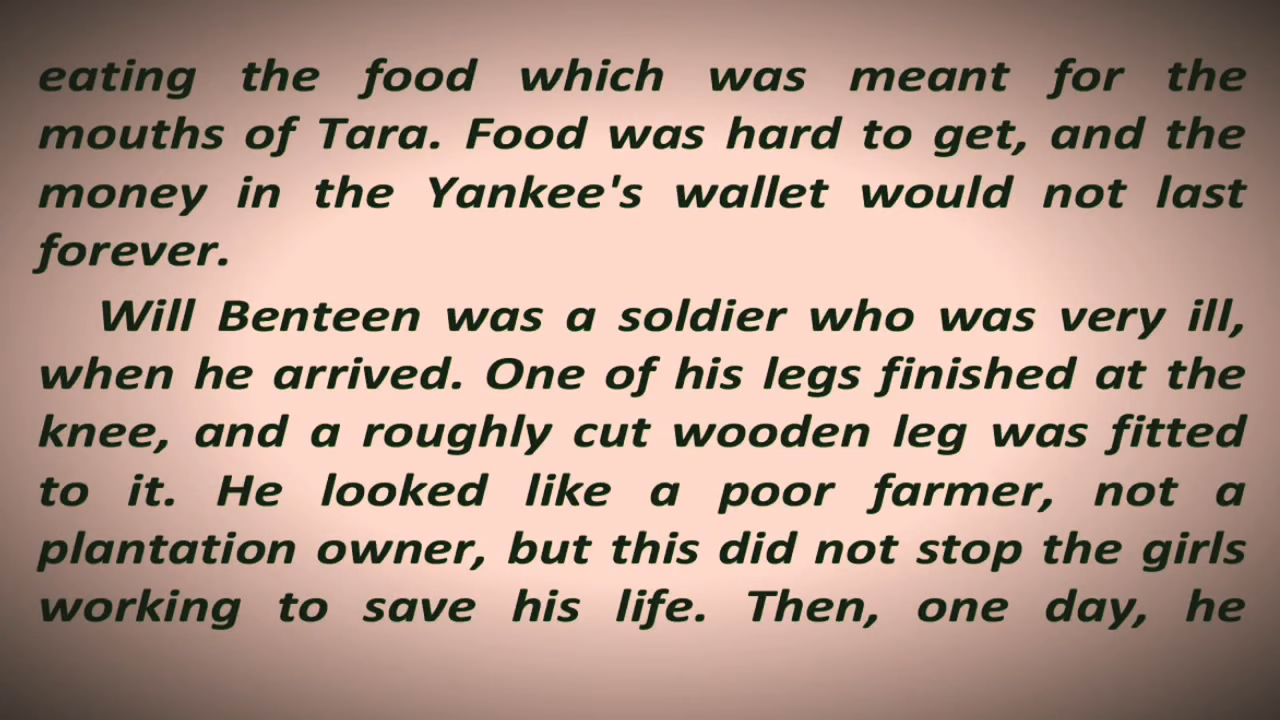 eating the food which was meant for the
mouths of Tara. Food was hard to get, and the
money in the Yankee's wallet would not last
forever.
Will Benteen was a soldier who was very ill,
when he arrived. One of his legs finished at the
knee, and a roughly cut wooden leg was fitted
to it. He looked like a poor farmer, not a
plantation owner, but this did not stop the girls
working to save his life. Then, one day, he